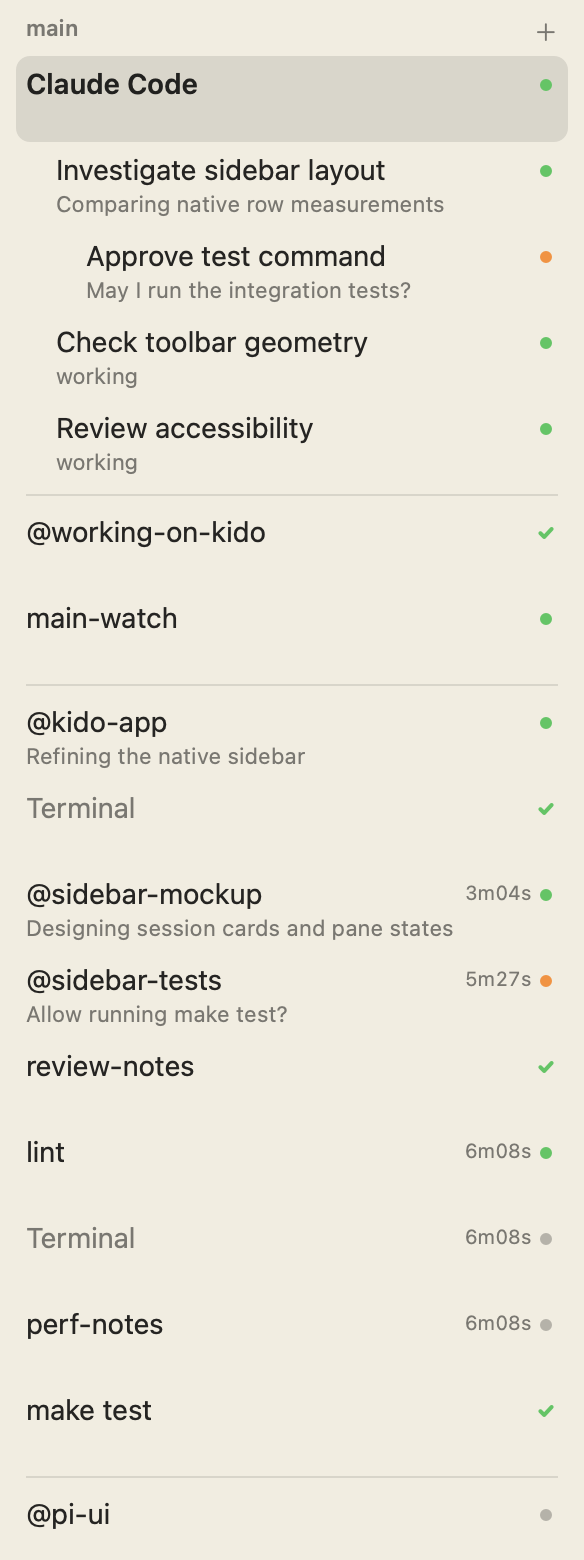 main
Claude Code
Investigate sidebar layout
Comparing native row measurements
Approve test command
May I run the integration tests?
Check toolbar geometry
working
Review accessibility
working
@working-on-kido
main-watch
@kido-app
Refining the native sidebar
Terminal
@sidebar-mockup 3m04s
Designing session cards and pane states
@sidebar-tests 5m27s
Allow running make test?
review-notes
lint 6m08s
Terminal 6m08s
perf-notes 6m08s
make test
@pi-ui